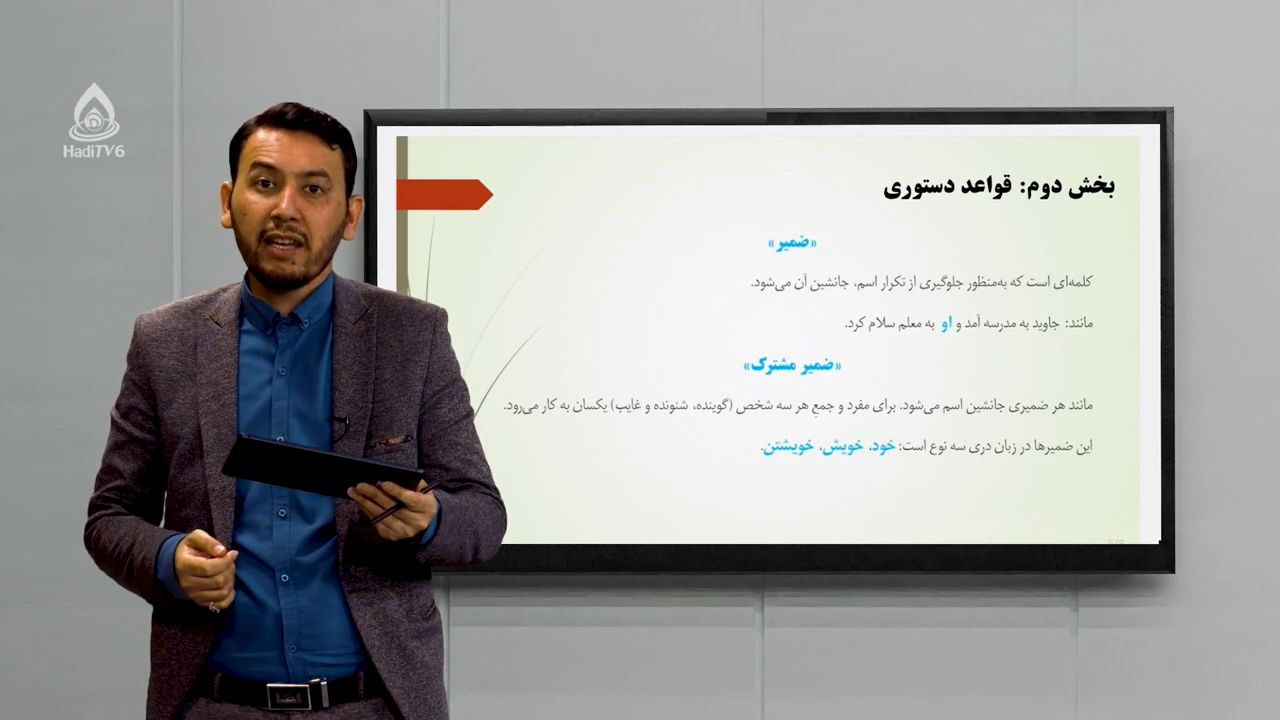 HadiTV6
بخش دوم: قواعد دستوری
«ضمیر»
کلمه‌ای است که به‌منظور جلوگیری از تکرار اسم، جانشین آن می‌شود.
مانند: جاوید به مدرسه آمد و او به معلم سلام کرد.
«ضمیر مشترک»
مانند هر ضمیری جانشین اسم می‌شود. برای مفرد و جمعِ هر سه شخص (گوینده، شنونده و غایب) یکسان به کار می‌رود.
این ضمیرها در زبان دری سه نوع است: خود، خویش، خویشتن.